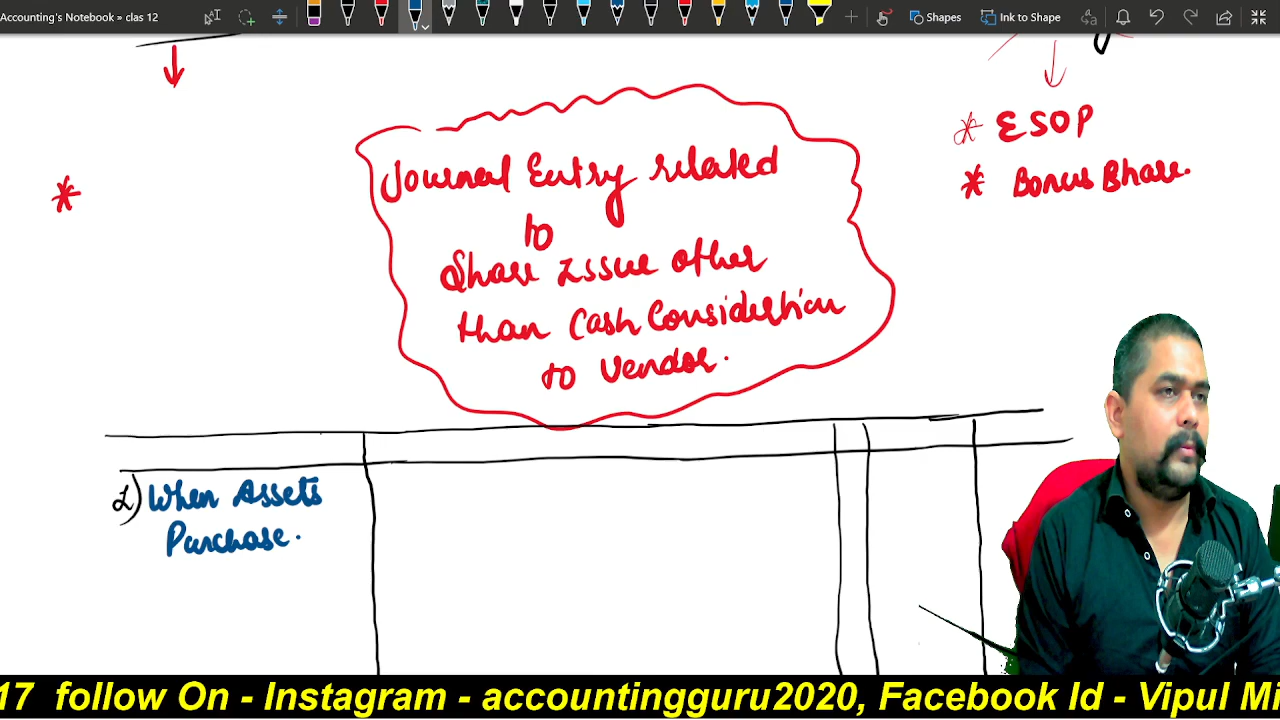 Accounting's Notebook » clas 12
Shapes
Ink to Shape
* ESOP
* Bonus Share.
*
Journal Entry related
to
Share Issue other
than Cash Considertion
to Vendor.
1) When Assets
Purchase.
17 follow On - Instagram - accountingguru2020, Facebook Id - Vipul Mi